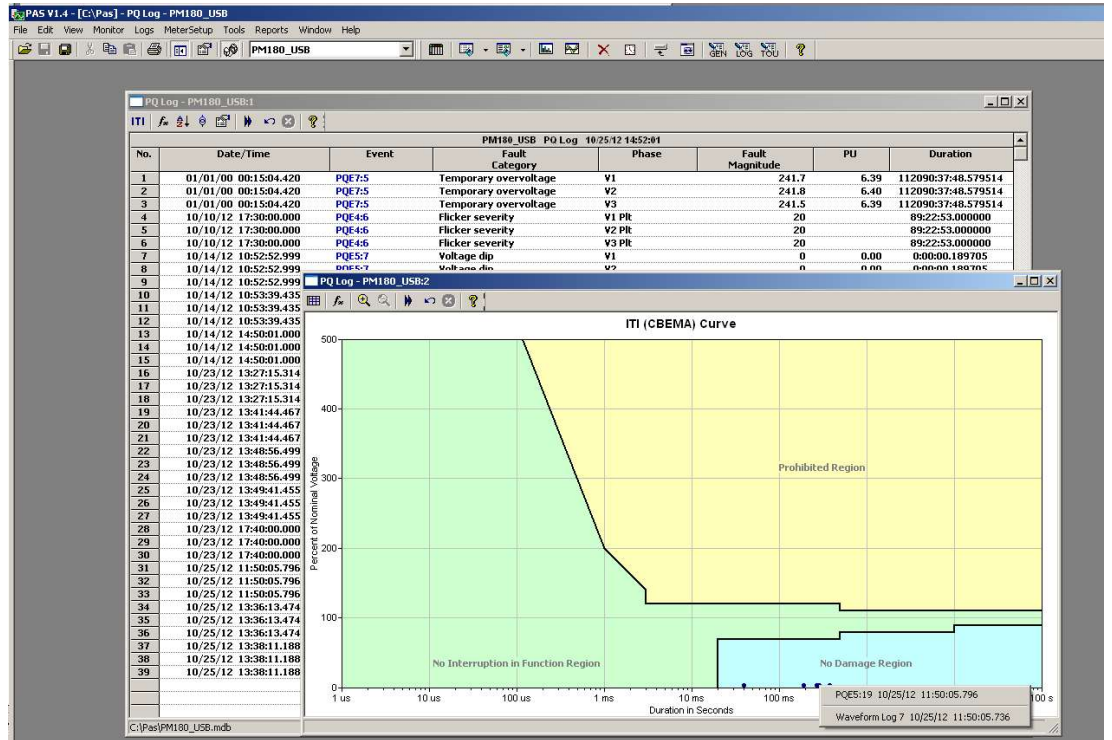 PAS V1.4 - [C:\Pas] - PQ Log - PM180_USB
File Edit View Monitor Logs MeterSetup Tools Reports Window Help
PM180_USB
GEN LOG TOU
PQ Log - PM180_USB:1
ITI
PM180_USB PQ Log 10/25/12 14:52:01
No. Date/Time Event Fault Category Phase Fault Magnitude PU Duration
1 01/01/00 00:15:04.420 PQE7:5 Temporary overvoltage V1 241.7 6.39 112090:37:48.579514
2 01/01/00 00:15:04.420 PQE7:5 Temporary overvoltage V2 241.8 6.40 112090:37:48.579514
3 01/01/00 00:15:04.420 PQE7:5 Temporary overvoltage V3 241.5 6.39 112090:37:48.579514
4 10/10/12 17:30:00.000 PQE4:6 Flicker severity V1 Plt 20 89:22:53.000000
5 10/10/12 17:30:00.000 PQE4:6 Flicker severity V2 Plt 20 89:22:53.000000
6 10/10/12 17:30:00.000 PQE4:6 Flicker severity V3 Plt 20 89:22:53.000000
7 10/14/12 10:52:52.999 PQE5:7 Voltage dip V1 0 0.00 0:00:00.189705
8 10/14/12 10:52:52.999 PQE5:7 Voltage dip V2 0 0.00 0:00:00.189705
9 10/14/12 10:52:52.999
10 10/14/12 10:53:39.435
11 10/14/12 10:53:39.435
12 10/14/12 10:53:39.435
13 10/14/12 14:50:01.000
14 10/14/12 14:50:01.000
15 10/14/12 14:50:01.000
16 10/23/12 13:27:15.314
17 10/23/12 13:27:15.314
18 10/23/12 13:27:15.314
19 10/23/12 13:41:44.467
20 10/23/12 13:41:44.467
21 10/23/12 13:41:44.467
22 10/23/12 13:48:56.499
23 10/23/12 13:48:56.499
24 10/23/12 13:48:56.499
25 10/23/12 13:49:41.455
26 10/23/12 13:49:41.455
27 10/23/12 13:49:41.455
28 10/23/12 17:40:00.000
29 10/23/12 17:40:00.000
30 10/23/12 17:40:00.000
31 10/25/12 11:50:05.796
32 10/25/12 11:50:05.796
33 10/25/12 11:50:05.796
34 10/25/12 13:36:13.474
35 10/25/12 13:36:13.474
36 10/25/12 13:36:13.474
37 10/25/12 13:38:11.188
38 10/25/12 13:38:11.188
39 10/25/12 13:38:11.188
C:\Pas\PM180_USB.mdb
PQ Log - PM180_USB:2
ITI (CBEMA) Curve
Percent of Nominal Voltage
500
400
300
200
100
0
Prohibited Region
No Interruption in Function Region
No Damage Region
1 us 10 us 100 us 1 ms 10 ms 100 ms 100 s
Duration in Seconds
PQE5:19 10/25/12 11:50:05.796
Waveform Log 7 10/25/12 11:50:05.736